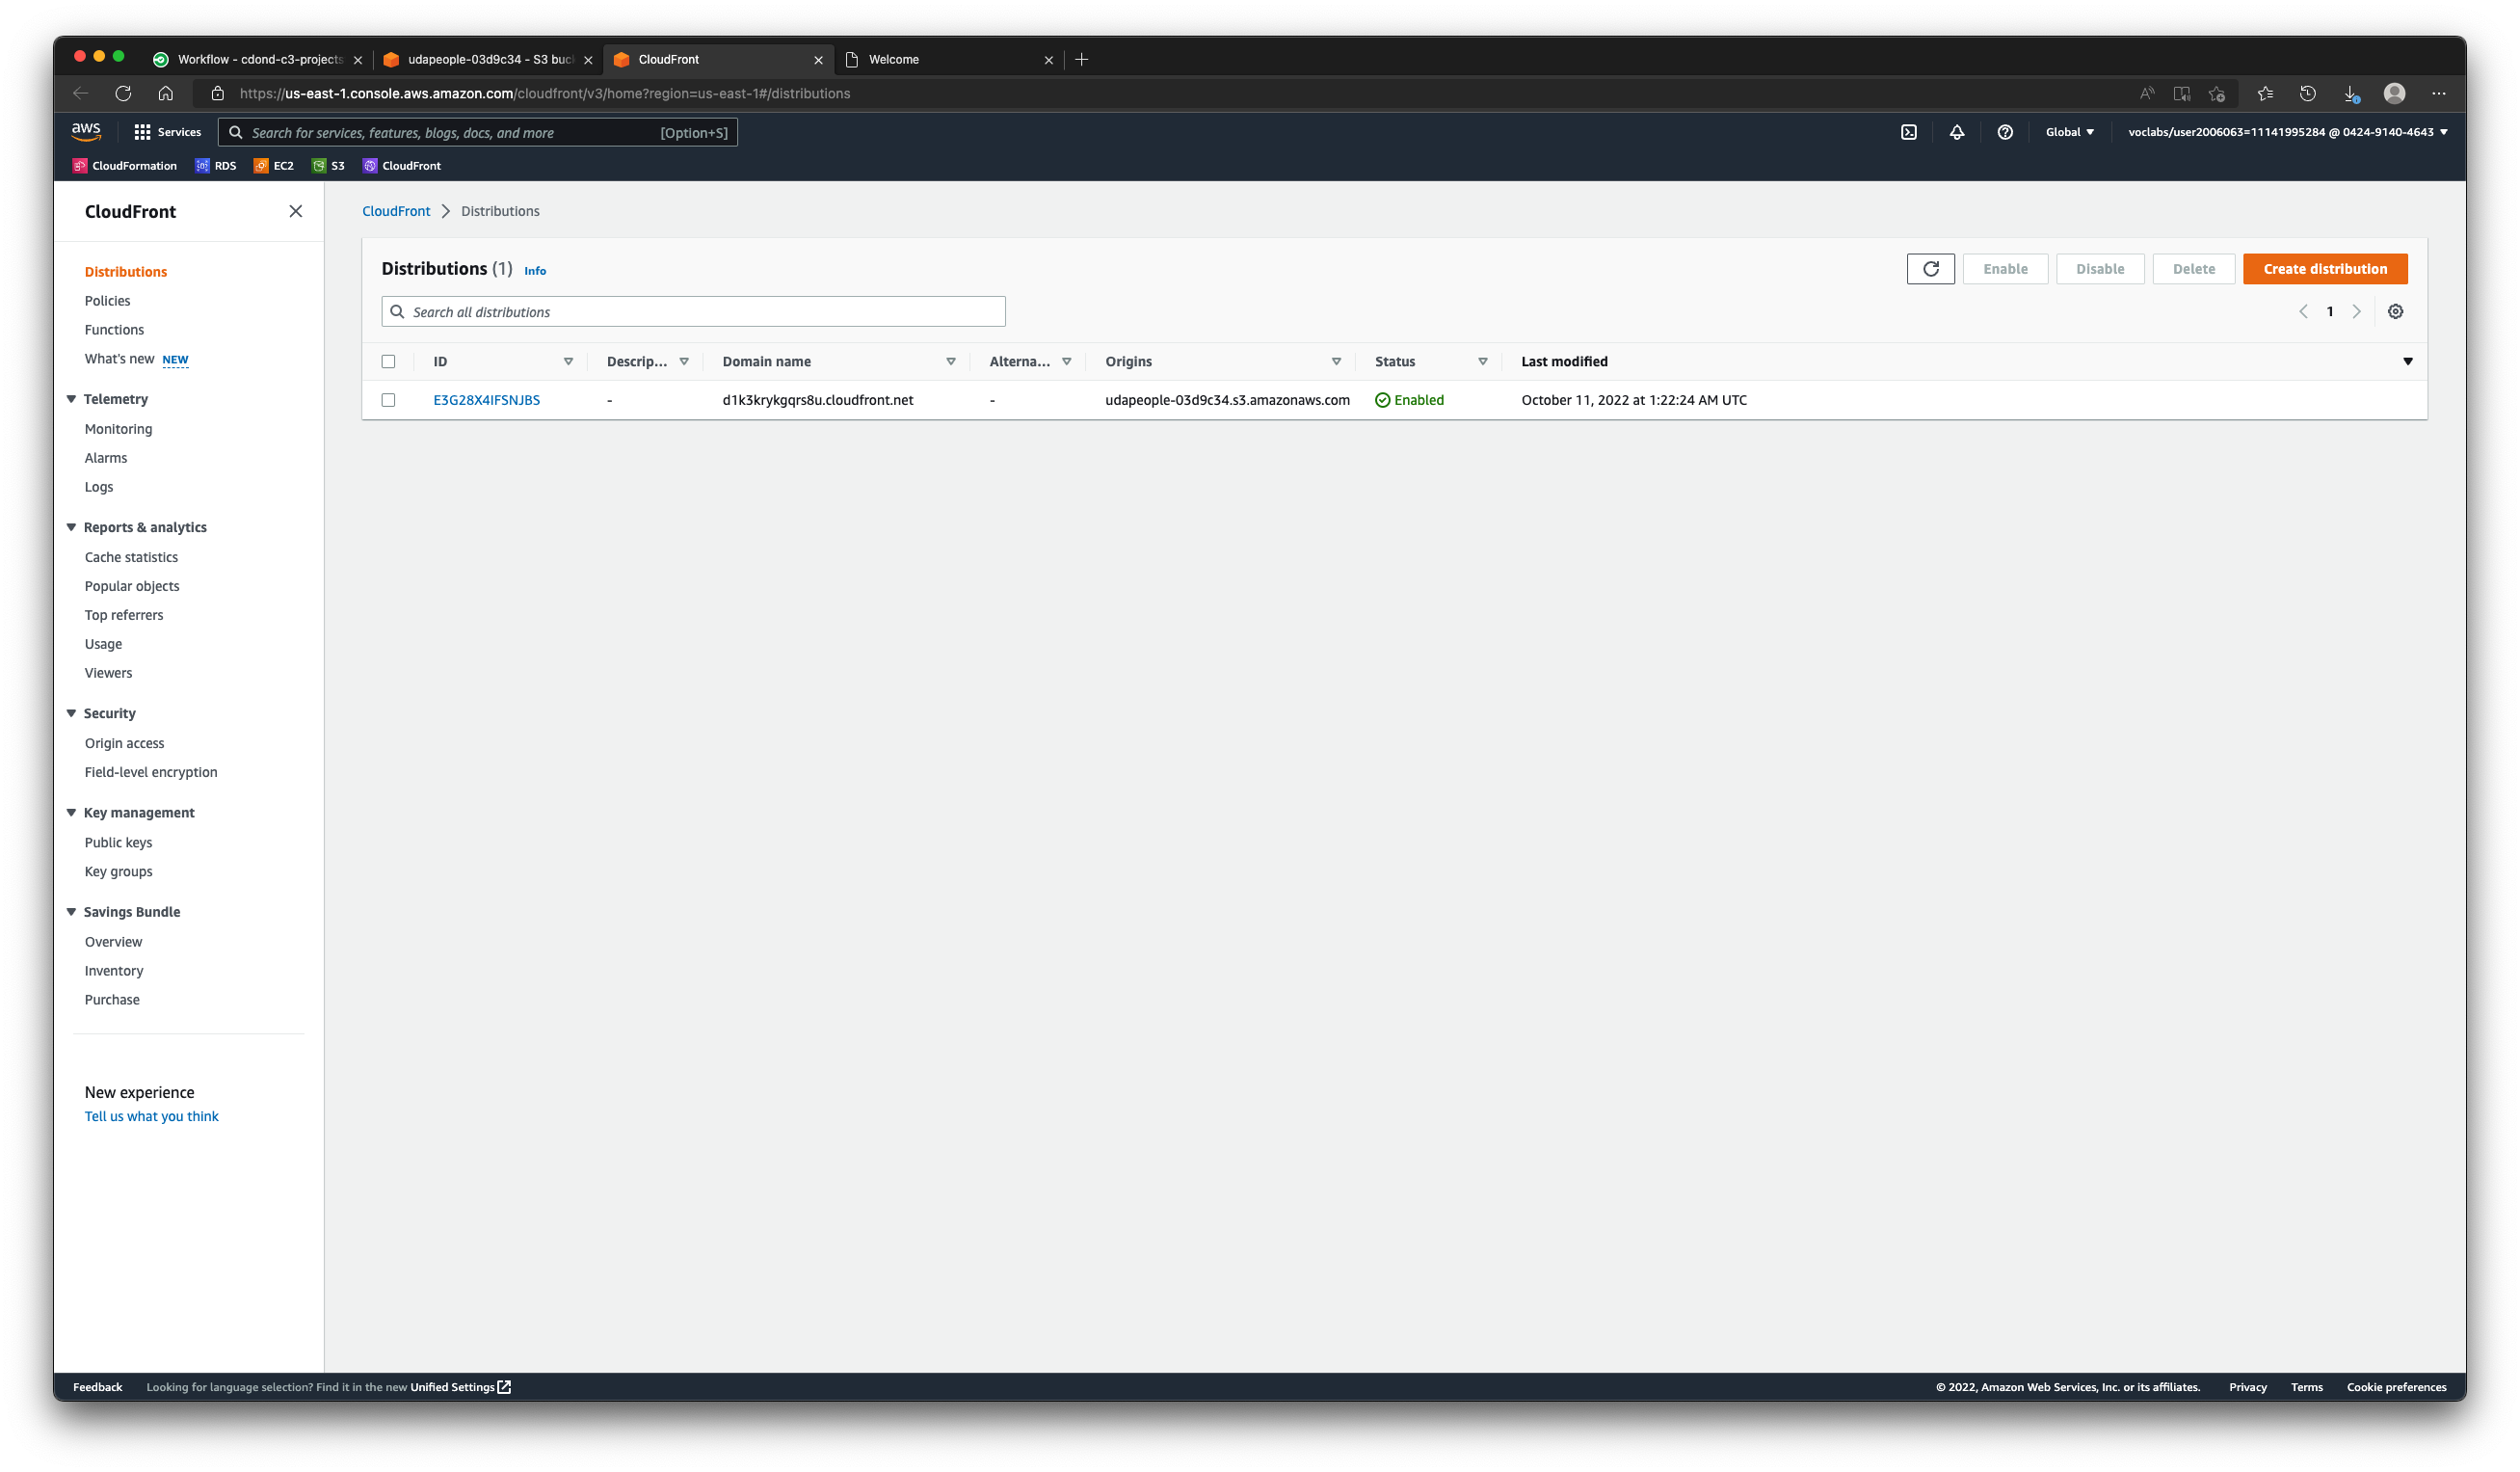 Workflow - cdond-c3-projects
udapeople-03d9c34 - S3 buc
CloudFront
Welcome
https://us-east-1.console.aws.amazon.com/cloudfront/v3/home?region=us-east-1#/distributions
aws
Services
Search for services, features, blogs, docs, and more
[Option+S]
Global
voclabs/user2006063=11141995284 @ 0424-9140-4643
CloudFormation
RDS
EC2
S3
CloudFront
CloudFront
Distributions
Policies
Functions
What's new NEW
Telemetry
Monitoring
Alarms
Logs
Reports & analytics
Cache statistics
Popular objects
Top referrers
Usage
Viewers
Security
Origin access
Field-level encryption
Key management
Public keys
Key groups
Savings Bundle
Overview
Inventory
Purchase
New experience
Tell us what you think
CloudFront > Distributions
Distributions (1) Info
Enable
Disable
Delete
Create distribution
Search all distributions
1
ID Descrip... Domain name Alterna... Origins Status Last modified
E3G28X4IFSNJBS - d1k3krykgqrs8u.cloudfront.net - udapeople-03d9c34.s3.amazonaws.com Enabled October 11, 2022 at 1:22:24 AM UTC
Feedback
Looking for language selection? Find it in the new Unified Settings
© 2022, Amazon Web Services, Inc. or its affiliates.
Privacy
Terms
Cookie preferences